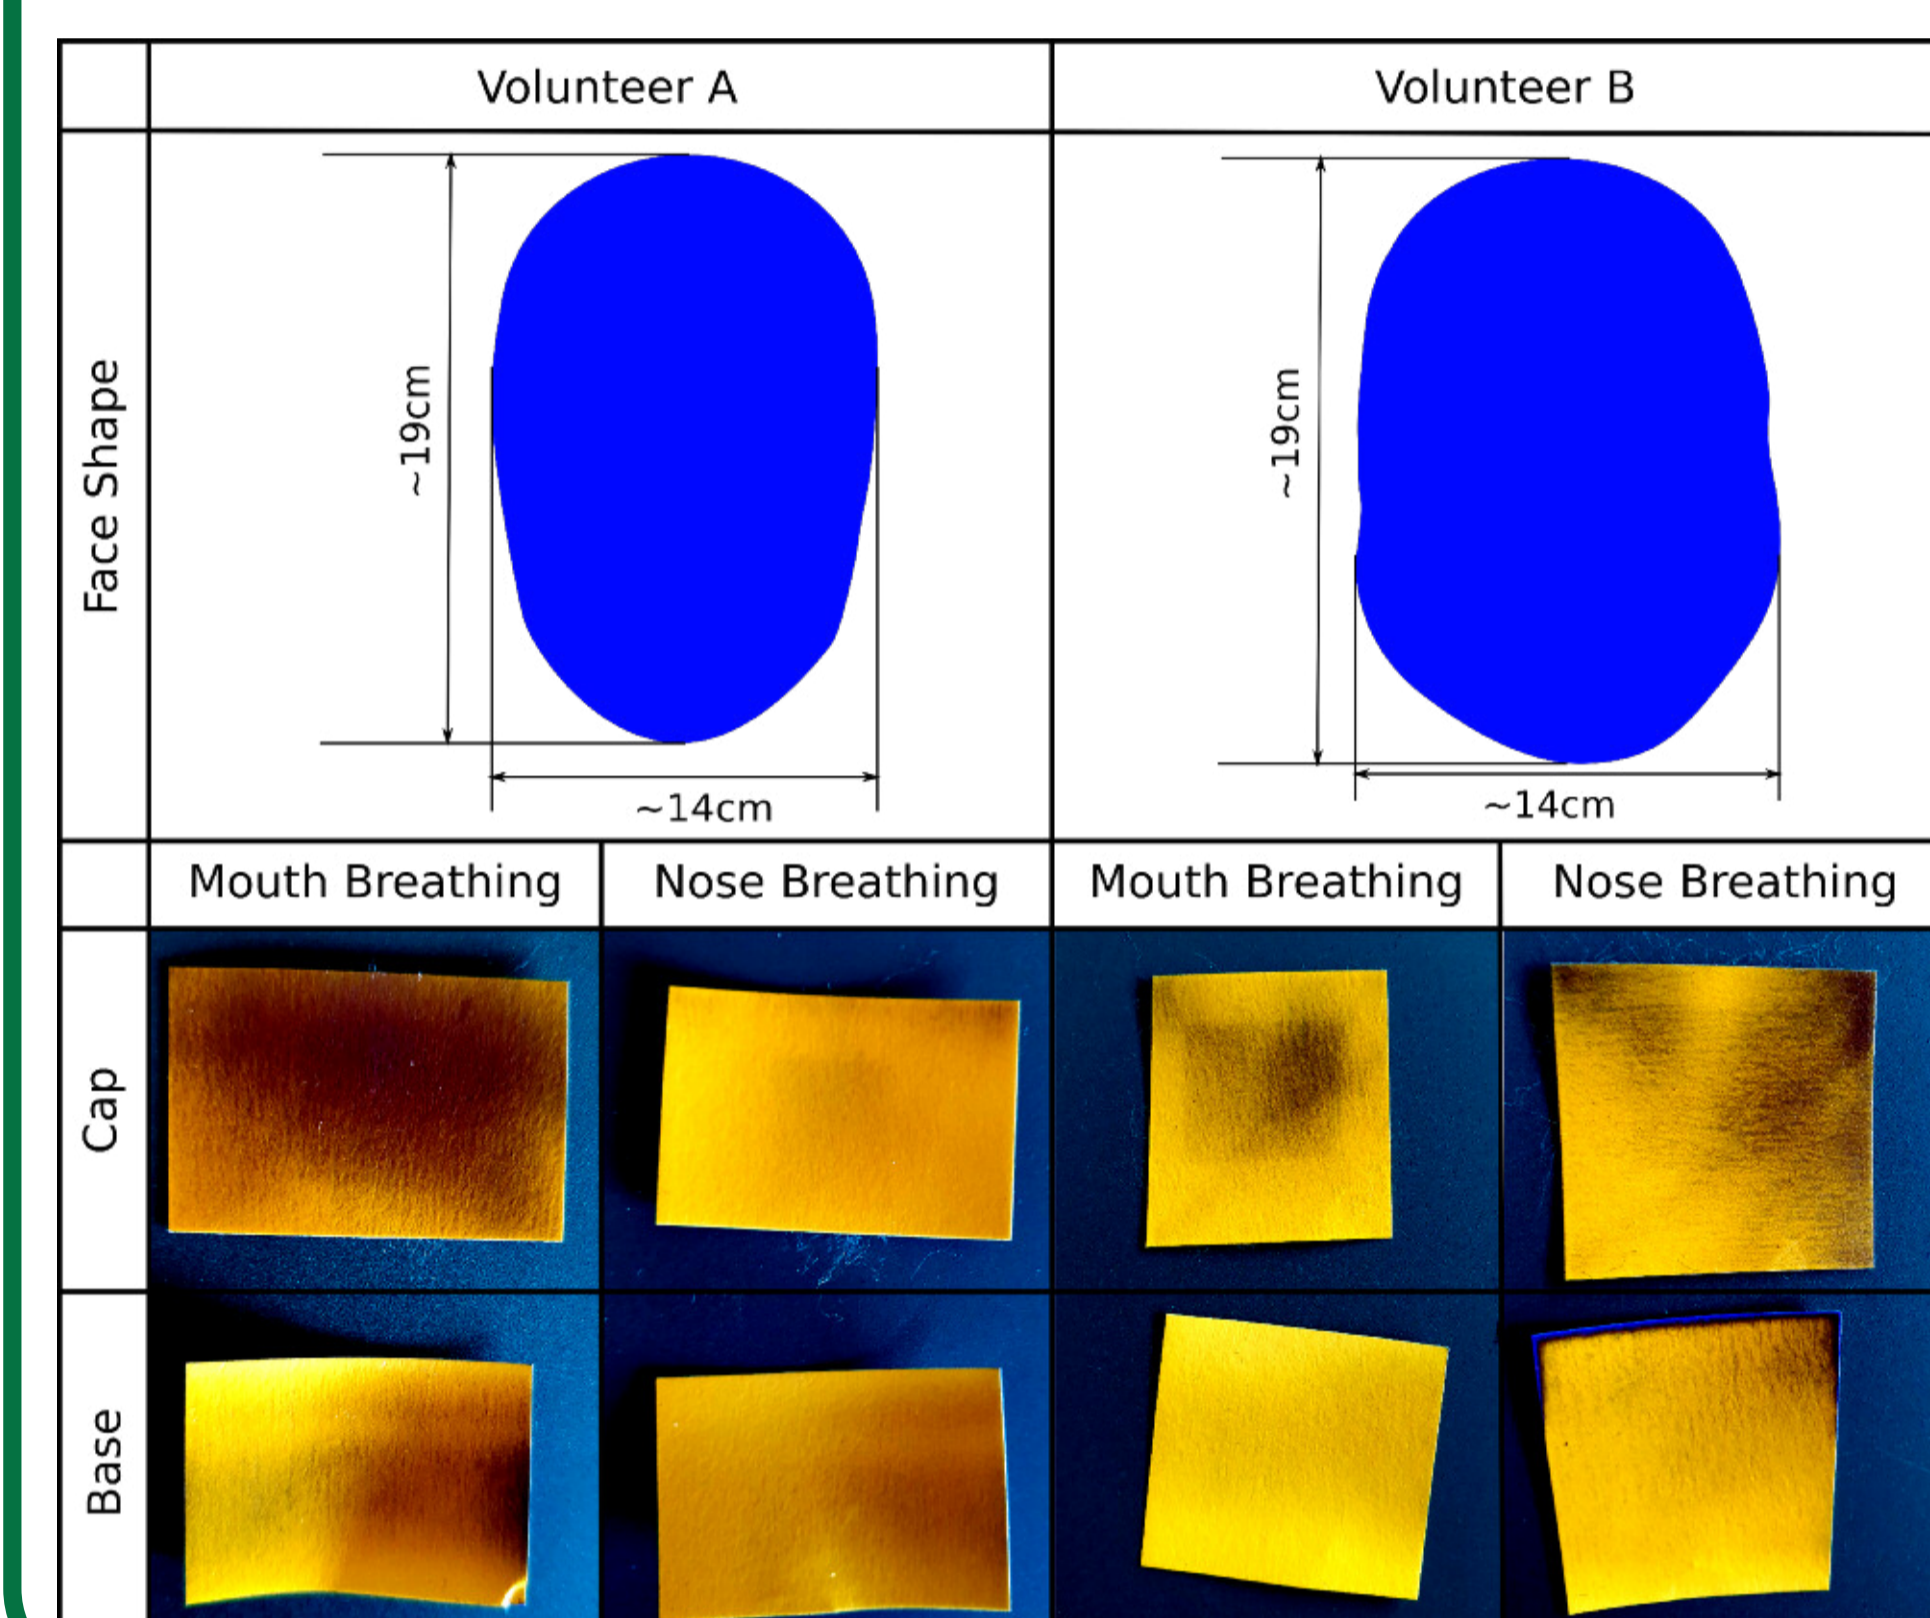 Volunteer A
Volunteer B
Face Shape
~19cm
~14cm
~19cm
~14cm
Mouth Breathing
Nose Breathing
Mouth Breathing
Nose Breathing
Cap
Base